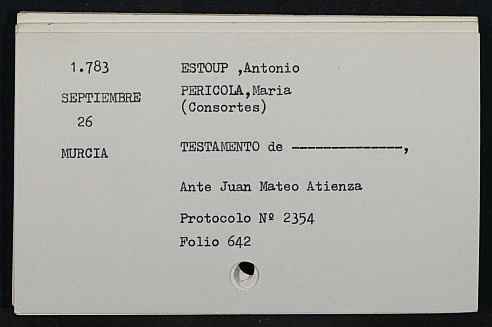 1.783
SEPTIEMBRE
26
MURCIA
ESTOUP ,Antonio
PERICOLA,Maria
(Consortes)
TESTAMENTO de --------------,
Ante Juan Mateo Atienza
Protocolo Nº 2354
Folio 642